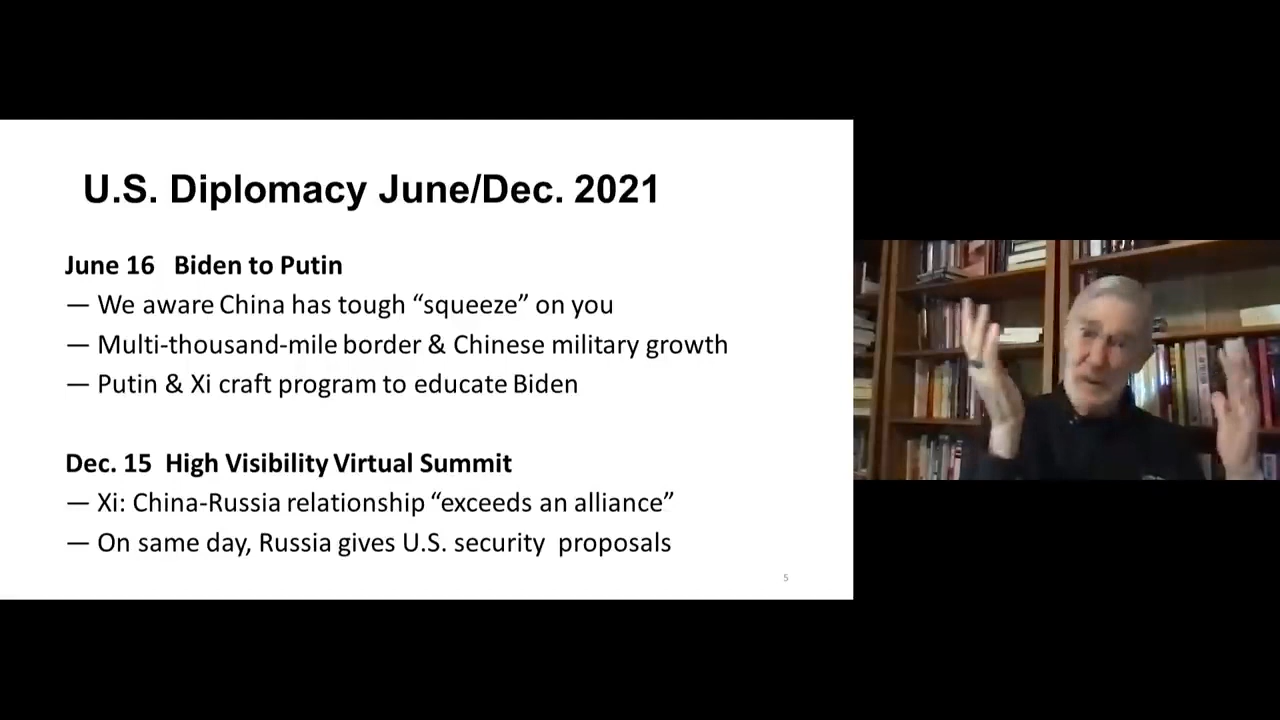 U.S. Diplomacy June/Dec. 2021
June 16 Biden to Putin
— We aware China has tough “squeeze” on you
— Multi-thousand-mile border & Chinese military growth
— Putin & Xi craft program to educate Biden
Dec. 15 High Visibility Virtual Summit
— Xi: China-Russia relationship “exceeds an alliance”
— On same day, Russia gives U.S. security proposals
5